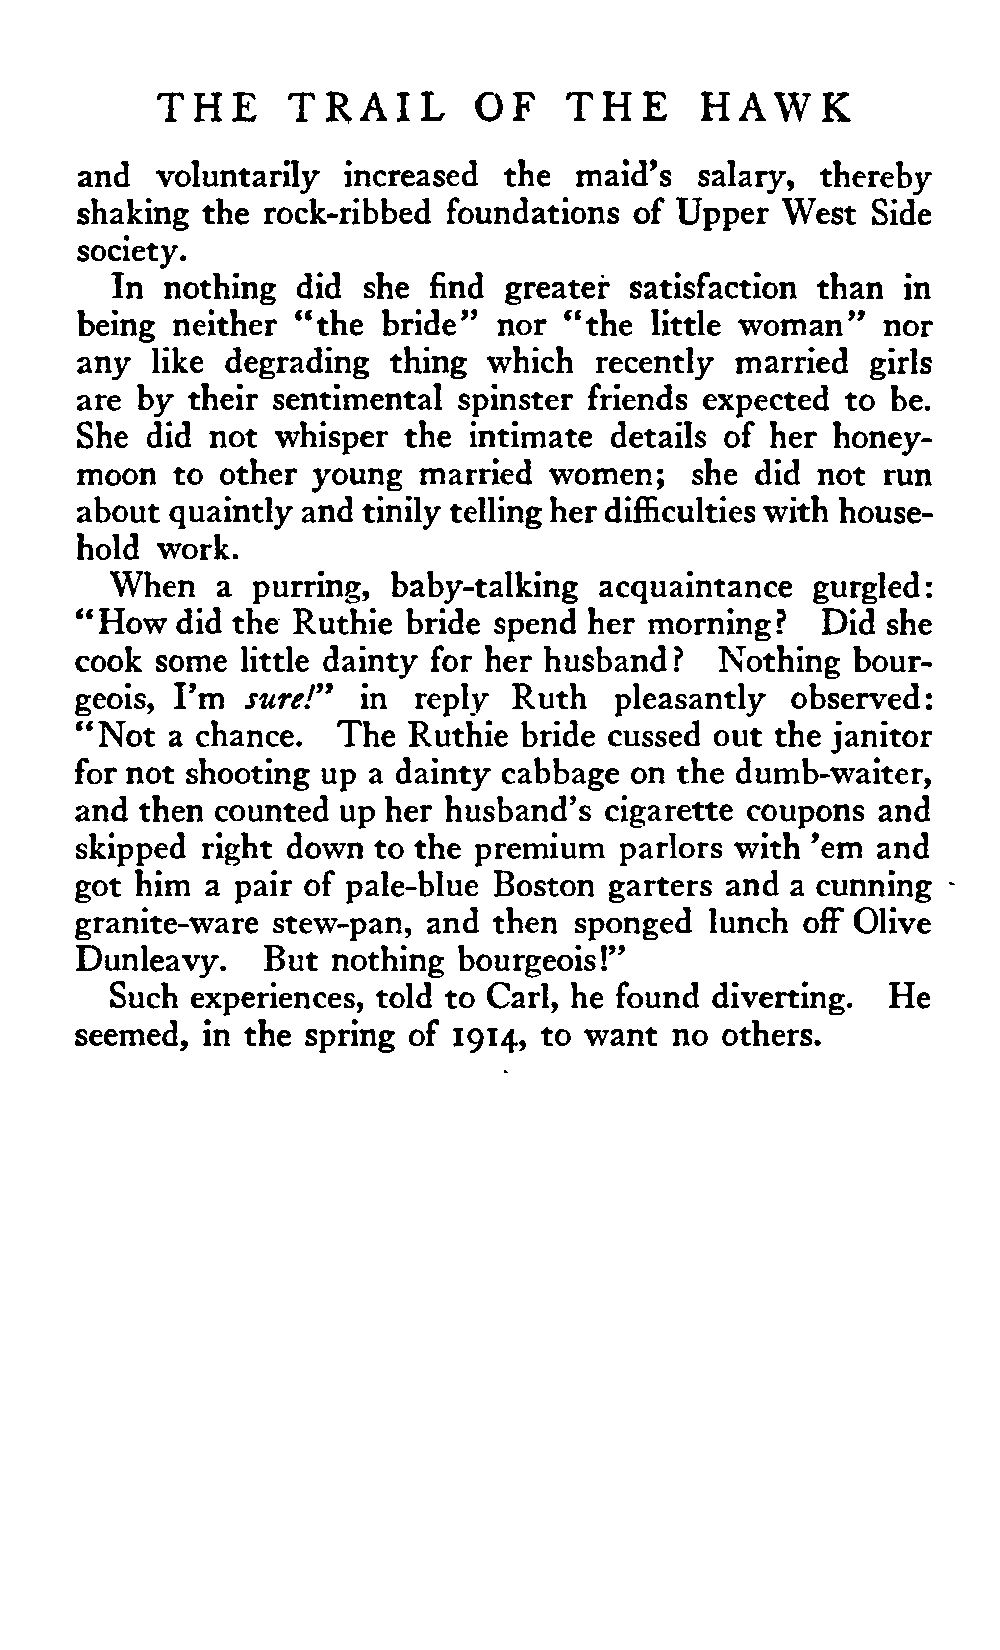 THE TRAIL OF THE HAWK
and voluntarily increased the maid's salary, thereby
shaking the rock-ribbed foundations of Upper West Side
society.
In nothing did she find greater satisfaction than in
being neither "the bride" nor "the little woman" nor
any like degrading thing which recently married girls
are by their sentimental spinster friends expected to be.
She did not whisper the intimate details of her honey-
moon to other young married women; she did not run
about quaintly and tinily telling her difficulties with house-
hold work.
When a purring, baby-talking acquaintance gurgled:
"How did the Ruthie bride spend her morning? Did she
cook some little dainty for her husband? Nothing bour-
geois, I'm sure!" in reply Ruth pleasantly observed:
"Not a chance. The Ruthie bride cussed out the janitor
for not shooting up a dainty cabbage on the dumb-waiter,
and then counted up her husband's cigarette coupons and
skipped right down to the premium parlors with 'em and
got him a pair of pale-blue Boston garters and a cunning
granite-ware stew-pan, and then sponged lunch off Olive
Dunleavy. But nothing bourgeois!"
Such experiences, told to Carl, he found diverting. He
seemed, in the spring of 1914, to want no others.